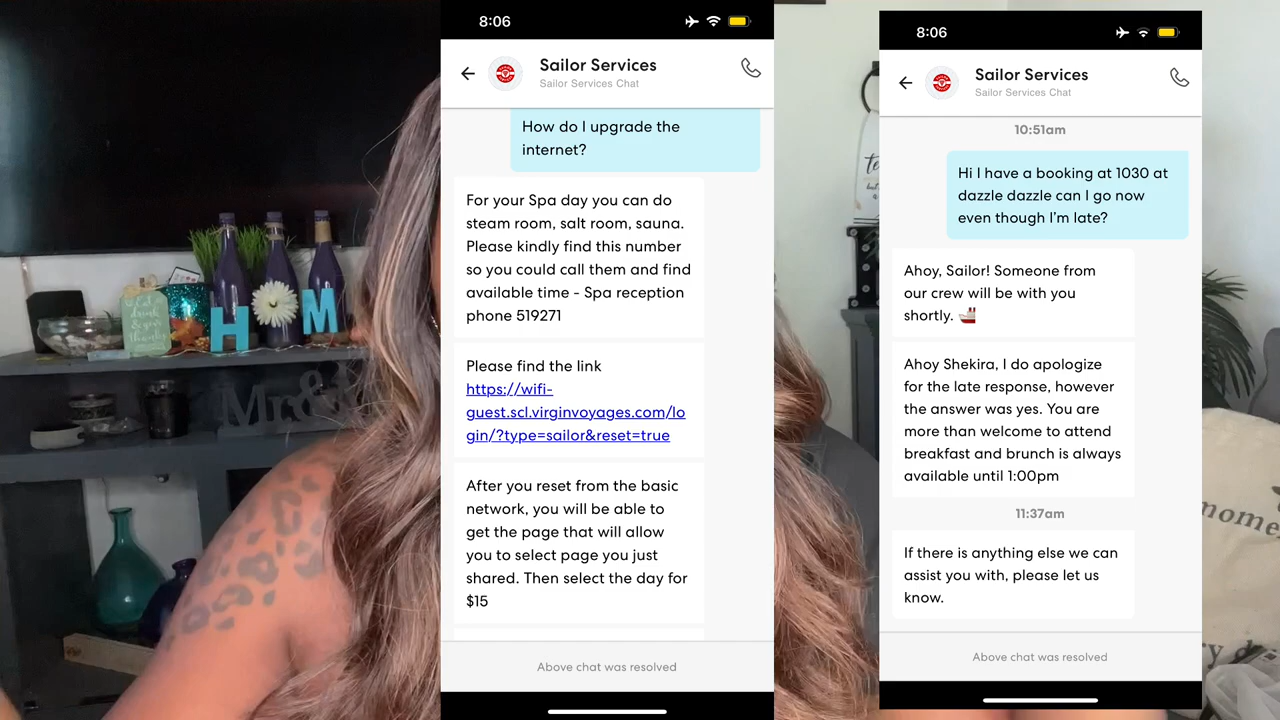 8:06
Sailor Services
Sailor Services Chat
How do I upgrade the
internet?
For your Spa day you can do
steam room, salt room, sauna.
Please kindly find this number
so you could call them and find
available time - Spa reception
phone 519271
Please find the link
https://wifi-
guest.scl.virginvoyages.com/lo
gin/?type=sailor&reset=true
After you reset from the basic
network, you will be able to
get the page that will allow
you to select page you just
shared. Then select the day for
$15
Above chat was resolved
8:06
Sailor Services
Sailor Services Chat
10:51am
Hi I have a booking at 1030 at
dazzle dazzle can I go now
even though I'm late?
Ahoy, Sailor! Someone from
our crew will be with you
shortly. 🚢
Ahoy Shekira, I do apologize
for the late response, however
the answer was yes. You are
more than welcome to attend
breakfast and brunch is always
available until 1:00pm
11:37am
If there is anything else we can
assist you with, please let us
know.
Above chat was resolved
eat,
drink
& give
thanks
H
M
Mr&